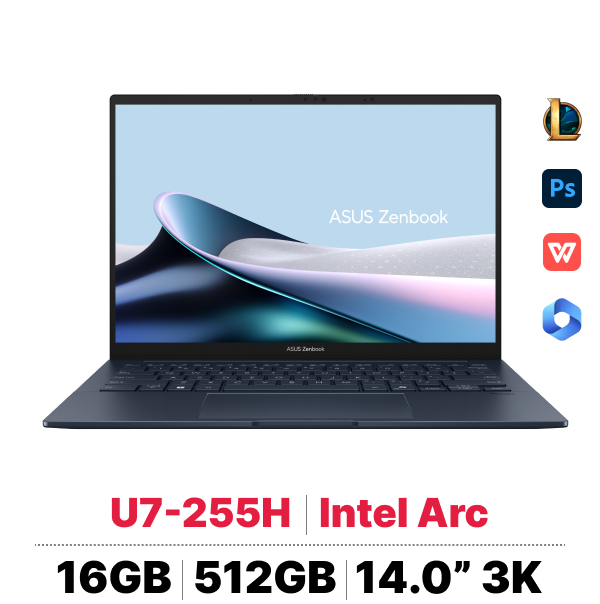 ASUS Zenbook
Ps
W
ASUS Zenbook
U7-255H | Intel Arc
16GB | 512GB | 14.0” 3K